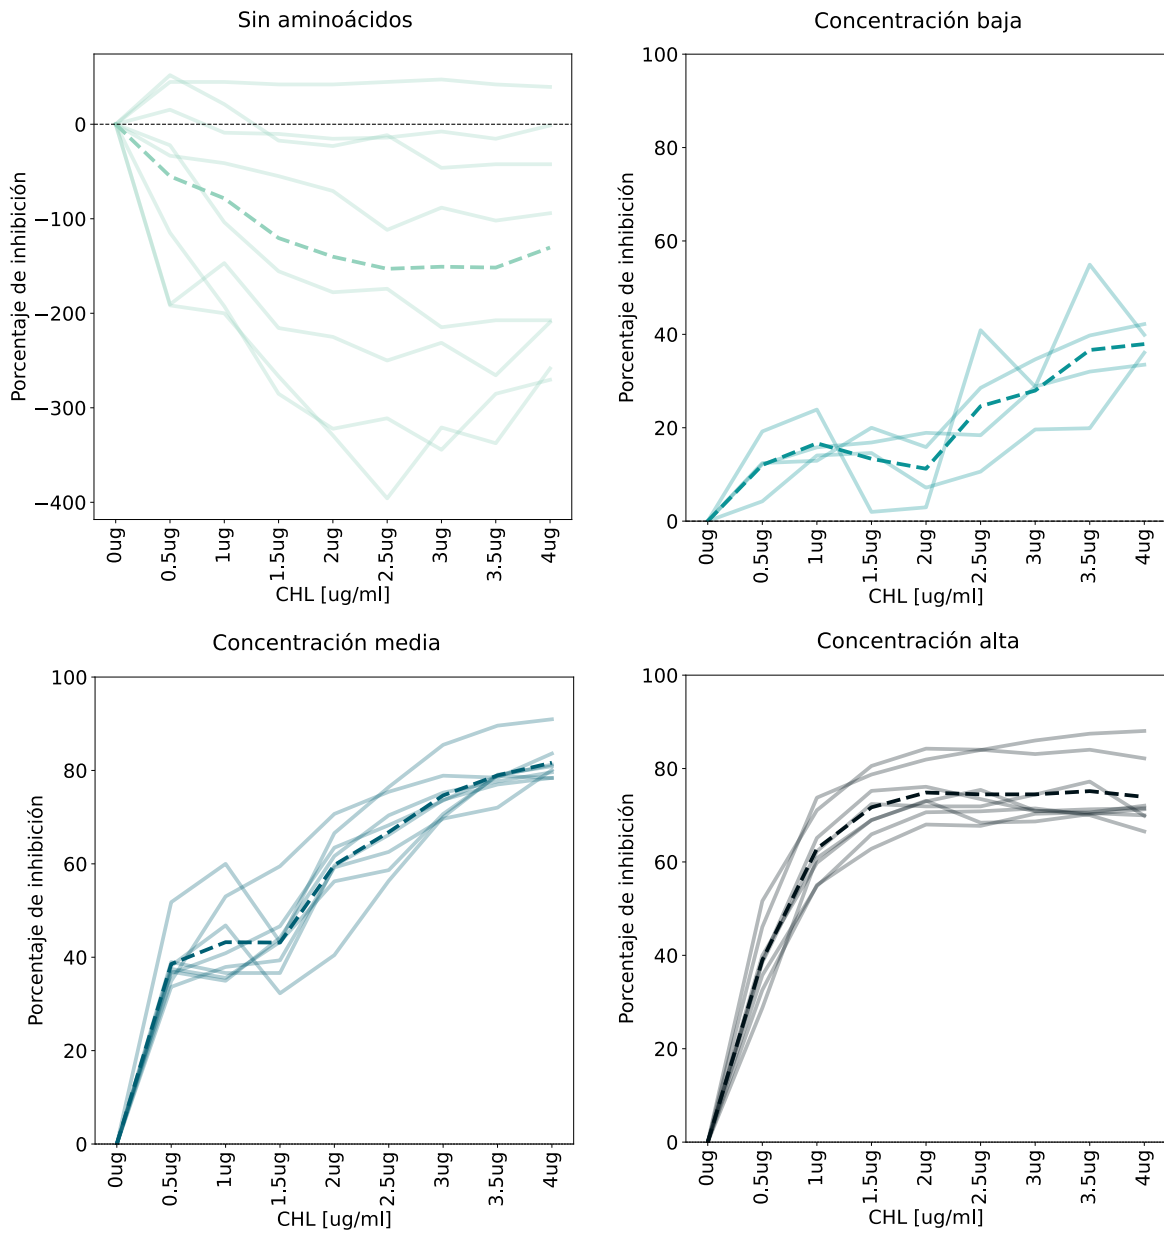 Sin aminoácidos
Porcentaje de inhibición
0
−100
−200
−300
−400
0ug
0.5ug
1ug
1.5ug
2ug
2.5ug
3ug
3.5ug
4ug
CHL [ug/ml]
Concentración baja
Porcentaje de inhibición
100
80
60
40
20
0
0ug
0.5ug
1ug
1.5ug
2ug
2.5ug
3ug
3.5ug
4ug
CHL [ug/ml]
Concentración media
Porcentaje de inhibición
100
80
60
40
20
0
0ug
0.5ug
1ug
1.5ug
2ug
2.5ug
3ug
3.5ug
4ug
CHL [ug/ml]
Concentración alta
Porcentaje de inhibición
100
80
60
40
20
0
0ug
0.5ug
1ug
1.5ug
2ug
2.5ug
3ug
3.5ug
4ug
CHL [ug/ml]